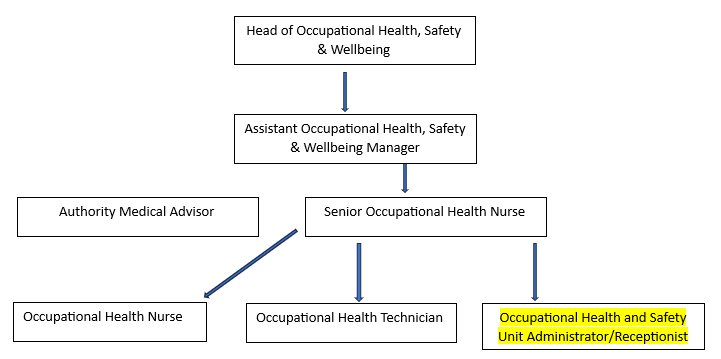 Head of Occupational Health, Safety
& Wellbeing
Assistant Occupational Health, Safety
& Wellbeing Manager
Authority Medical Advisor
Senior Occupational Health Nurse
Occupational Health Nurse
Occupational Health Technician
Occupational Health and Safety
Unit Administrator/Receptionist